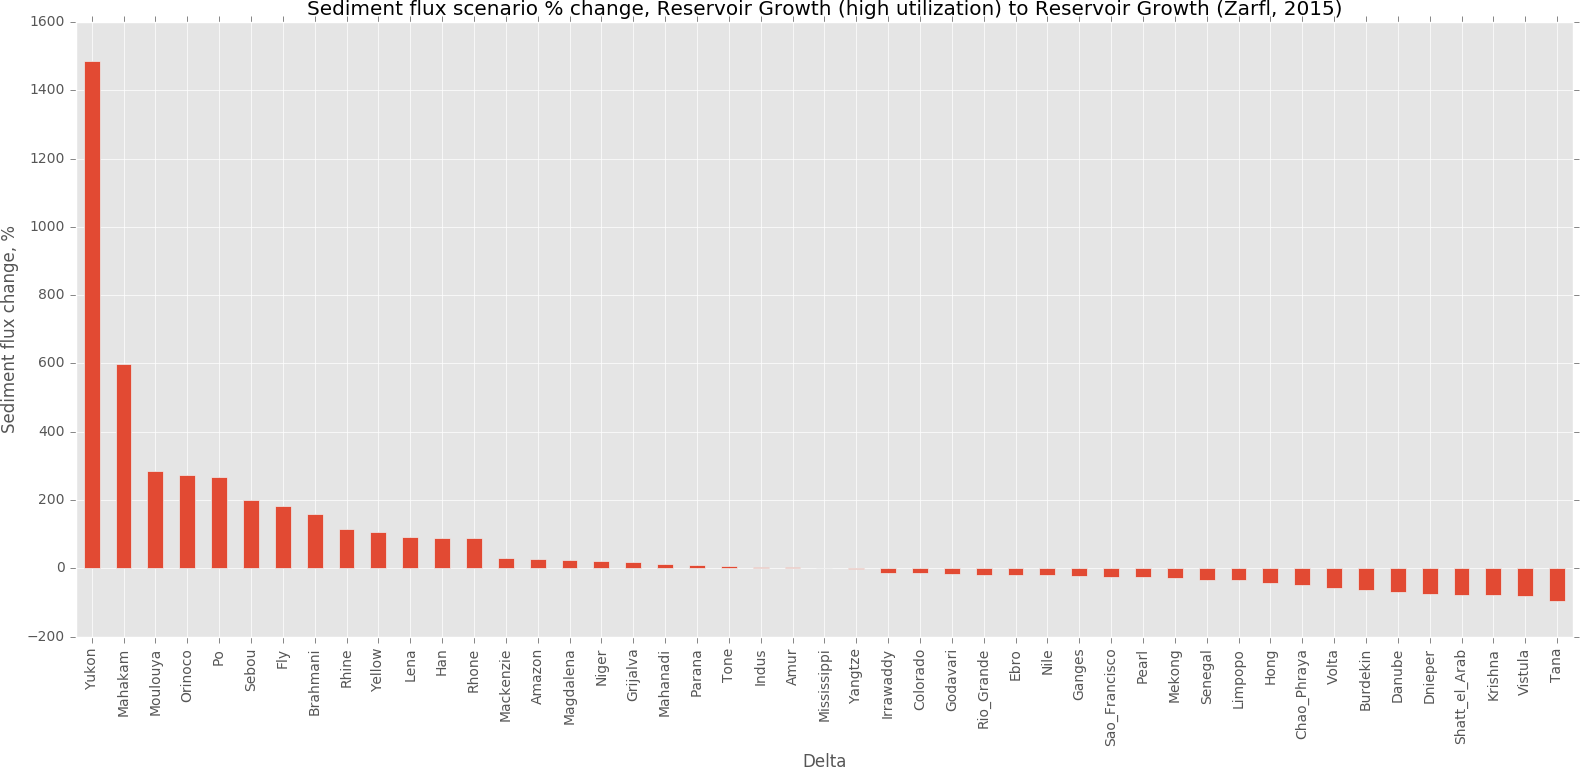 Sediment flux scenario % change, Reservoir Growth (high utilization) to Reservoir Growth (Zarfl, 2015)
Sediment flux change, %
1600
1400
1200
1000
800
600
400
200
0
−200
Yukon
Mahakam
Moulouya
Orinoco
Po
Sebou
Fly
Brahmani
Rhine
Yellow
Lena
Han
Rhone
Mackenzie
Amazon
Magdalena
Niger
Grijalva
Mahanadi
Parana
Tone
Indus
Amur
Mississippi
Yangtze
Irrawaddy
Colorado
Godavari
Rio_Grande
Ebro
Nile
Ganges
Sao_Francisco
Pearl
Mekong
Senegal
Limpopo
Hong
Chao_Phraya
Volta
Burdekin
Danube
Dnieper
Shatt_el_Arab
Krishna
Vistula
Tana
Delta